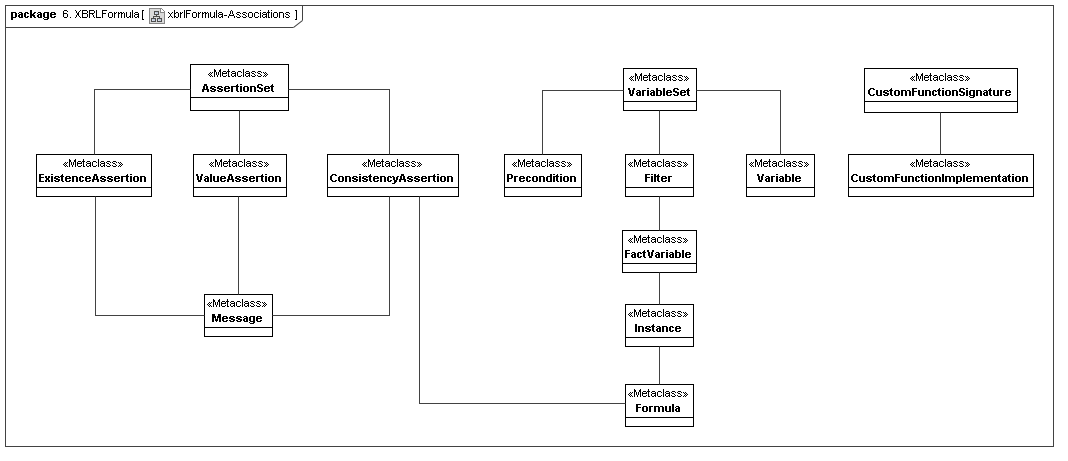 package 6. XBRLFormula [ xbrlFormula-Associations ]
«Metaclass»
AssertionSet
«Metaclass»
VariableSet
«Metaclass»
CustomFunctionSignature
«Metaclass»
ExistenceAssertion
«Metaclass»
ValueAssertion
«Metaclass»
ConsistencyAssertion
«Metaclass»
Precondition
«Metaclass»
Filter
«Metaclass»
Variable
«Metaclass»
CustomFunctionImplementation
«Metaclass»
FactVariable
«Metaclass»
Message
«Metaclass»
Instance
«Metaclass»
Formula